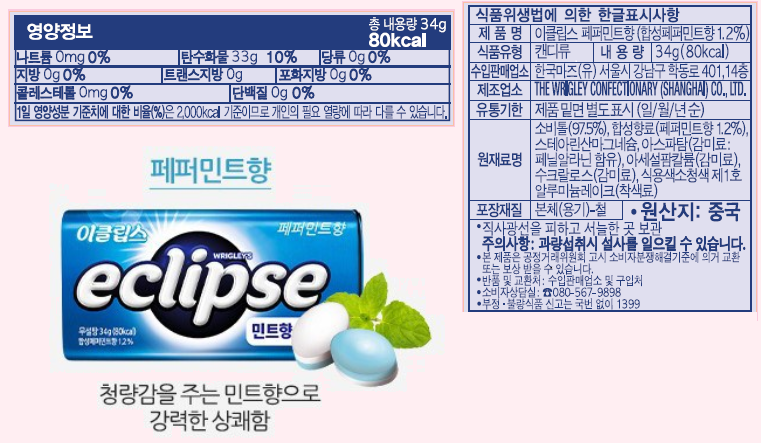 영양정보
총 내용량 34g
80kcal
나트륨 0mg 0% 탄수화물 33g 10% 당류 0g 0%
지방 0g 0% 트랜스지방 0g 포화지방 0g 0%
콜레스테롤 0mg 0% 단백질 0g 0%
1일 영양성분 기준치에 대한 비율(%)은 2,000kcal 기준이므로 개인의 필요 열량에 따라 다를 수 있습니다.
페퍼민트향
이클립스
페퍼민트향
WRIGLEY'S
eclipse
무설탕 34g (80kcal)
합성페퍼민트향 1.2%
민트향
청량감을 주는 민트향으로
강력한 상쾌함
식품위생법에 의한 한글표시사항
제 품 명 이클립스 페퍼민트향 (합성페퍼민트향 1.2%)
식품유형 캔디류 내 용 량 34g (80kcal)
수입판매업소 한국마즈(유) 서울시 강남구 학동로 401,14층
제조업소 THE WRIGLEY CONFECTIONARY (SHANGHAI) CO., LTD.
유통기한 제품 밑면 별도 표시 (일/월/년 순)
원재료명
소비톨(97.5%), 합성향료(페퍼민트향 1.2%),
스테아린산마그네슘, 아스파탐(감미료:
페닐알라닌 함유), 아세설팜칼륨(감미료),
수크랄로스(감미료), 식용색소청색 제1호
알루미늄레이크(착색료)
포장재질 본체(용기)-철 • 원산지: 중국
•직사광선을 피하고 서늘한 곳 보관
주의사항: 과량섭취시 설사를 일으킬 수 있습니다.
•본 제품은 공정거래위원회 고시 소비자분쟁해결기준에 의거 교환
또는 보상 받을 수 있습니다.
•반품 및 교환처: 수입판매업소 및 구입처
•소비자상담실: ☎080-567-9898
•부정·불량식품 신고는 국번 없이 1399